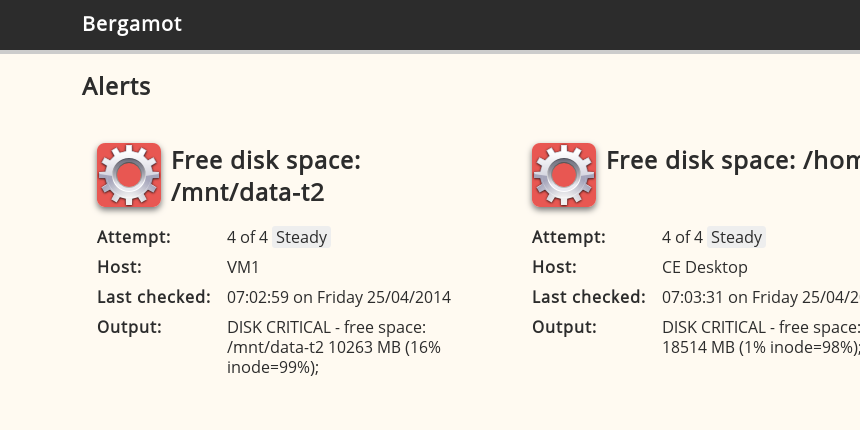 Bergamot
Alerts
Free disk space:
/mnt/data-t2
Attempt: 4 of 4 Steady
Host: VM1
Last checked: 07:02:59 on Friday 25/04/2014
Output: DISK CRITICAL - free space:
/mnt/data-t2 10263 MB (16%
inode=99%);
Free disk space: /hom
Attempt: 4 of 4 Steady
Host: CE Desktop
Last checked: 07:03:31 on Friday 25/04/2
Output: DISK CRITICAL - free space:
18514 MB (1% inode=98%);